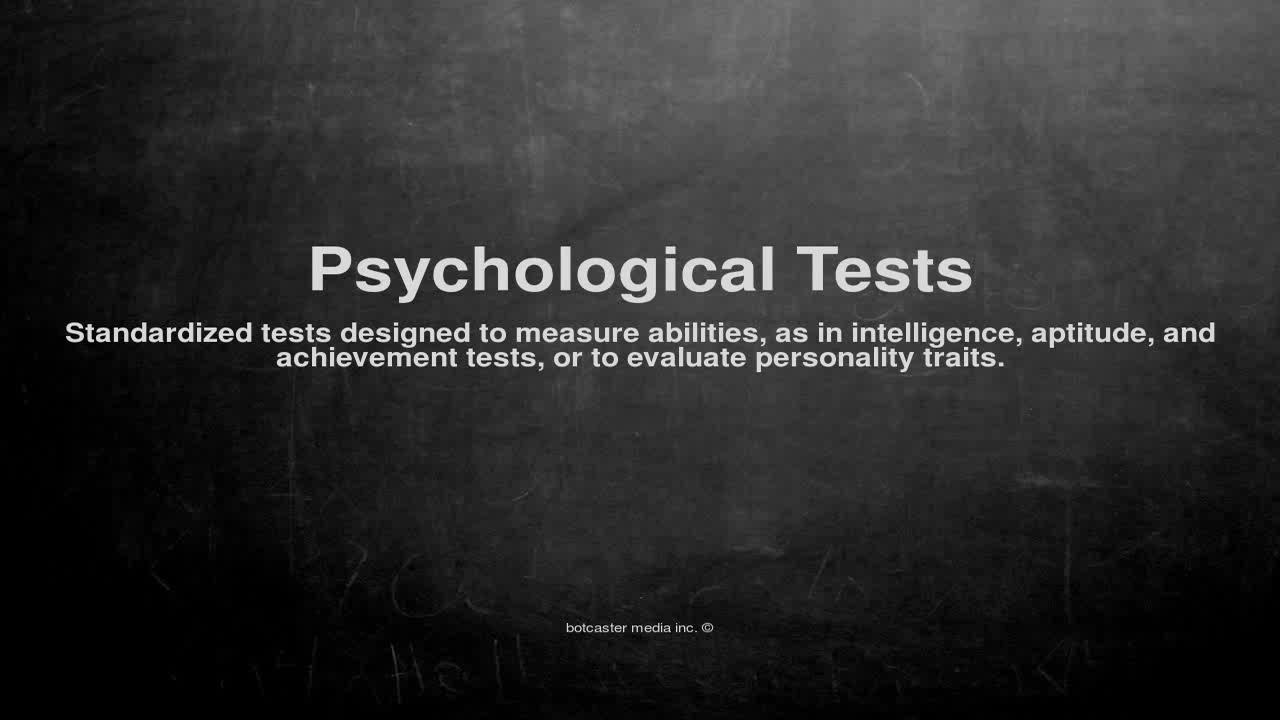 Psychological Tests
Standardized tests designed to measure abilities, as in intelligence, aptitude, and
achievement tests, or to evaluate personality traits.
botcaster media inc. ©